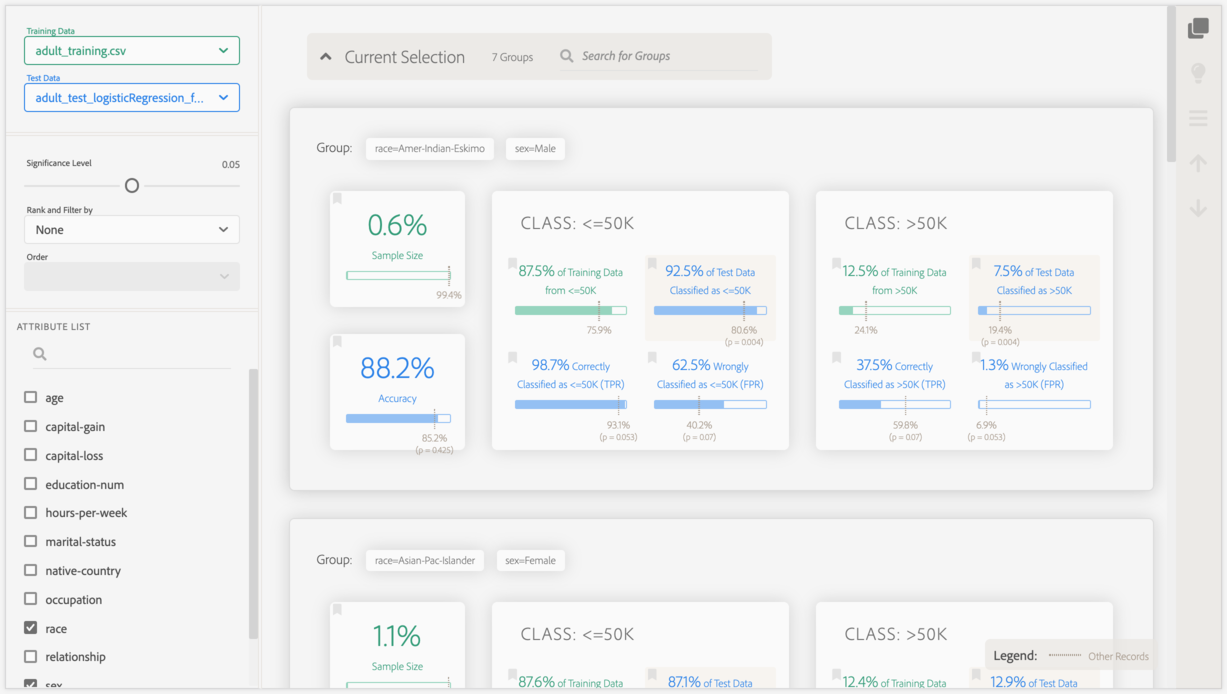 Training Data
adult_training.csv
Test Data
adult_test_logisticRegression_f...
Significance Level 0.05
Rank and Filter by
None
Order
ATTRIBUTE LIST
age
capital-gain
capital-loss
education-num
hours-per-week
marital-status
native-country
occupation
race
relationship
sex
Current Selection 7 Groups Search for Groups
Group: race=Amer-Indian-Eskimo sex=Male
0.6%
Sample Size
99.4%
88.2%
Accuracy
85.2%
(p = 0.425)
CLASS: <=50K
87.5% of Training Data
from <=50K
75.9%
92.5% of Test Data
Classified as <=50K
80.6%
(p = 0.004)
98.7% Correctly
Classified as <=50K (TPR)
93.1%
(p = 0.053)
62.5% Wrongly
Classified as <=50K (FPR)
40.2%
(p = 0.07)
CLASS: >50K
12.5% of Training Data
from >50K
24.1%
7.5% of Test Data
Classified as >50K
19.4%
(p = 0.004)
37.5% Correctly
Classified as >50K (TPR)
59.8%
(p = 0.07)
1.3% Wrongly Classified
as >50K (FPR)
6.9%
(p = 0.053)
Group: race=Asian-Pac-Islander sex=Female
1.1%
Sample Size
CLASS: <=50K
87.6% of Training Data
87.1% of Test Data
CLASS: >50K
12.4% of Training Data
12.9% of Test Data
Legend: Other Records